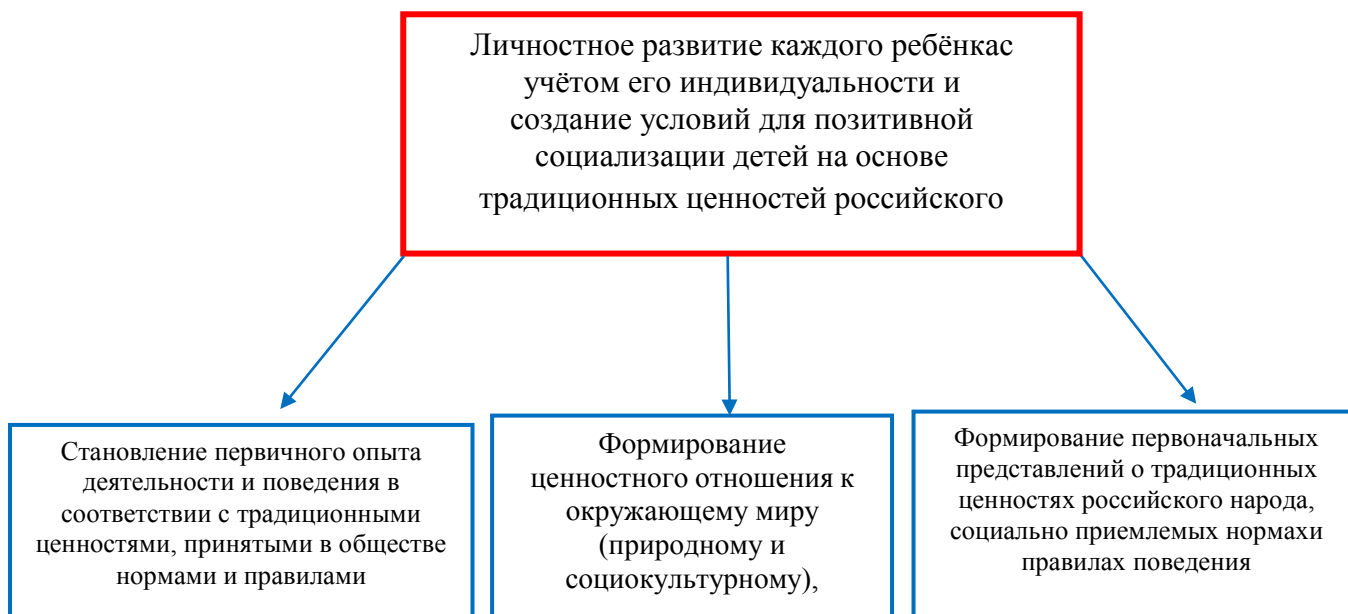 Личностное развитие каждого ребёнкас
учётом его индивидуальности и
создание условий для позитивной
социализации детей на основе
традиционных ценностей российского
Становление первичного опыта
деятельности и поведения в
соответствии с традиционными
ценностями, принятыми в обществе
нормами и правилами
Формирование
ценностного отношения к
окружающему миру
(природному и
социокультурному),
Формирование первоначальных
представлений о традиционных
ценностях российского народа,
социально приемлемых нормахи
правилах поведения